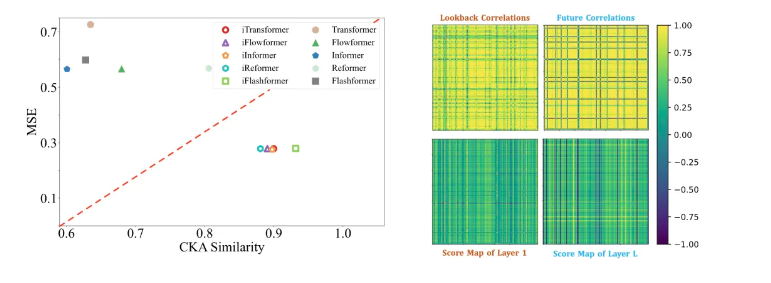 0.7
0.5
0.3
0.1
MSE
0.6
0.7
0.8
0.9
1.0
CKA Similarity
iTransformer
iFlowformer
iInformer
iReformer
iFlashformer
Transformer
Flowformer
Informer
Reformer
Flashformer
Lookback Correlations
Future Correlations
Score Map of Layer 1
Score Map of Layer L
1.00
0.75
0.50
0.25
0.00
−0.25
−0.50
−0.75
−1.00